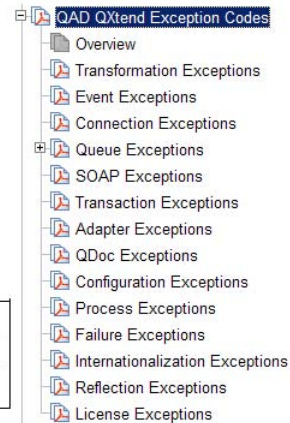 QAD QXtend Exception Codes
Overview
Transformation Exceptions
Event Exceptions
Connection Exceptions
Queue Exceptions
SOAP Exceptions
Transaction Exceptions
Adapter Exceptions
QDoc Exceptions
Configuration Exceptions
Process Exceptions
Failure Exceptions
Internationalization Exceptions
Reflection Exceptions
License Exceptions